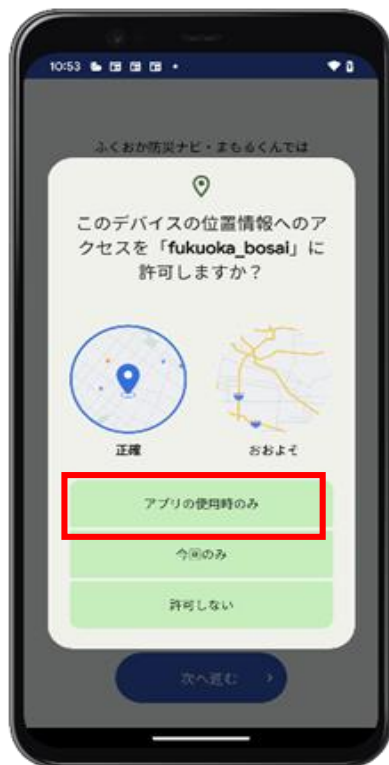 10:53
ふくおか防災ナビ・まもるくんでは
このデバイスの位置情報へのア
クセスを「fukuoka_bosai」に
許可しますか？
正確
おおよそ
アプリの使用時のみ
今回のみ
許可しない
次へ進む